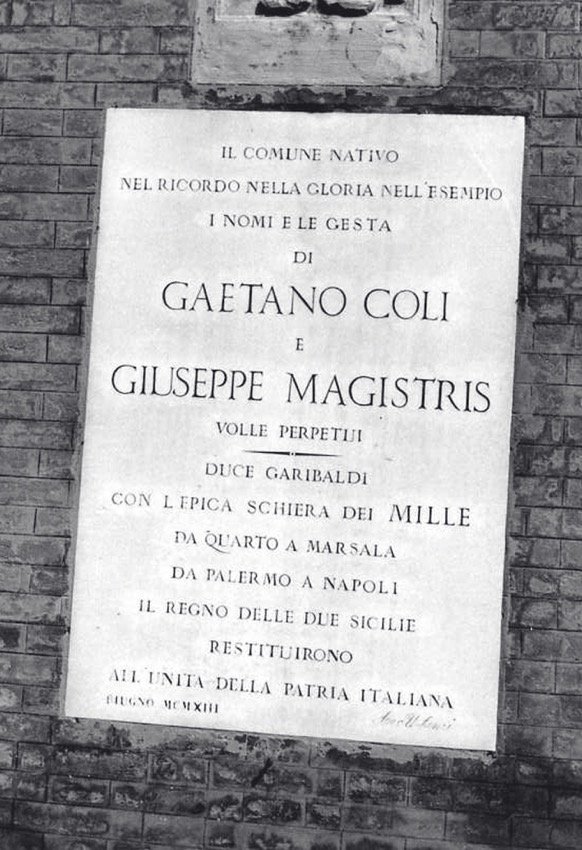 IL COMUNE NATIVO
NEL RICORDO NELLA GLORIA NELL'ESEMPIO
I NOMI E LE GESTA
DI
GAETANO COLI
E
GIUSEPPE MAGISTRIS
VOLLE PERPETUI
DUCE GARIBALDI
CON L'EPICA SCHIERA DEI MILLE
DA QUARTO A MARSALA
DA PALERMO A NAPOLI
IL REGNO DELLE DUE SICILIE
RESTITUIRONO
ALL'UNITÀ DELLA PATRIA ITALIANA
GIUGNO MCMXIII